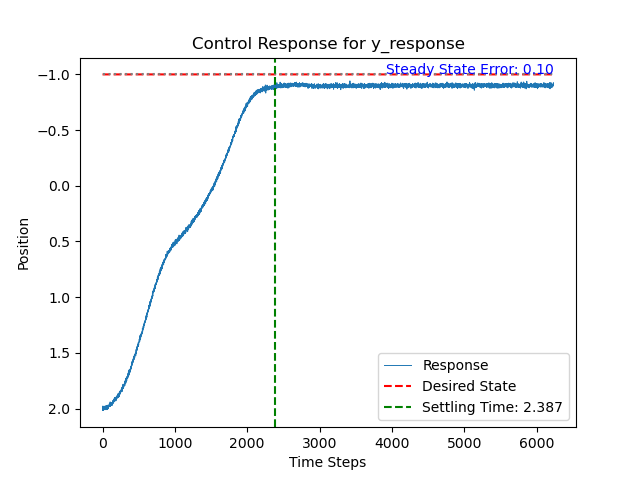 Control Response for y_response
Steady State Error: 0.10
−1.0
−0.5
0.0
0.5
1.0
1.5
2.0
Position
0 1000 2000 3000 4000 5000 6000
Time Steps
Response
Desired State
Settling Time: 2.387